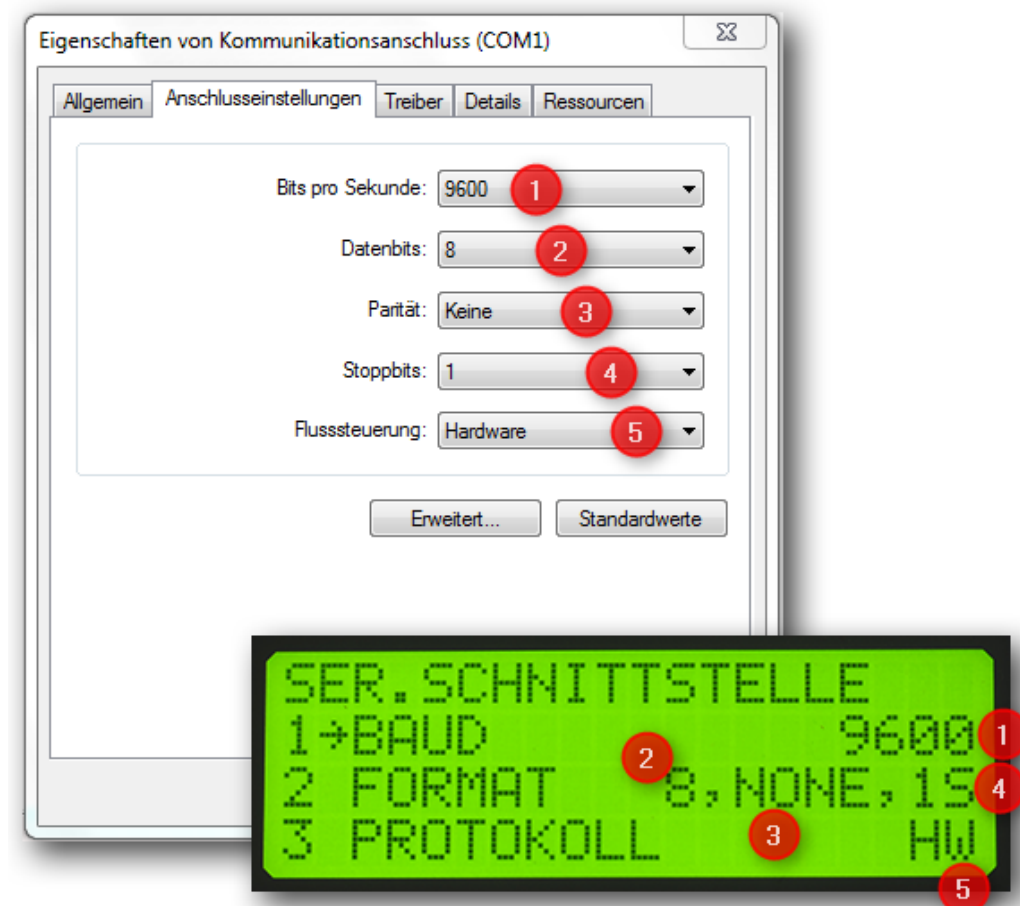 Eigenschaften von Kommunikationsanschluss (COM1)
Allgemein Anschlusseinstellungen Treiber Details Ressourcen
Bits pro Sekunde: 9600 1
Datenbits: 8 2
Parität: Keine 3
Stoppbits: 1 4
Flusssteuerung: Hardware 5
Erweitert... Standardwerte
SER.SCHNITTSTELLE
1→BAUD 9600 1
2
2 FORMAT 8,NONE,1S 4
3 PROTOKOLL 3 HW
5